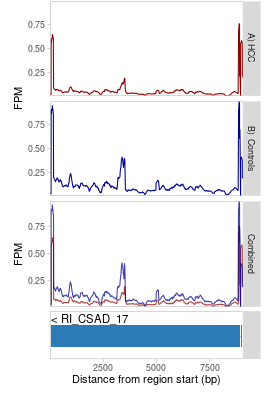 0.75
0.50
0.25
FPM
A) HCC
0.75
0.50
0.25
FPM
B) Controls
0.75
0.50
0.25
FPM
Combined
< RI_CSAD_17
2500
5000
7500
Distance from region start (bp)